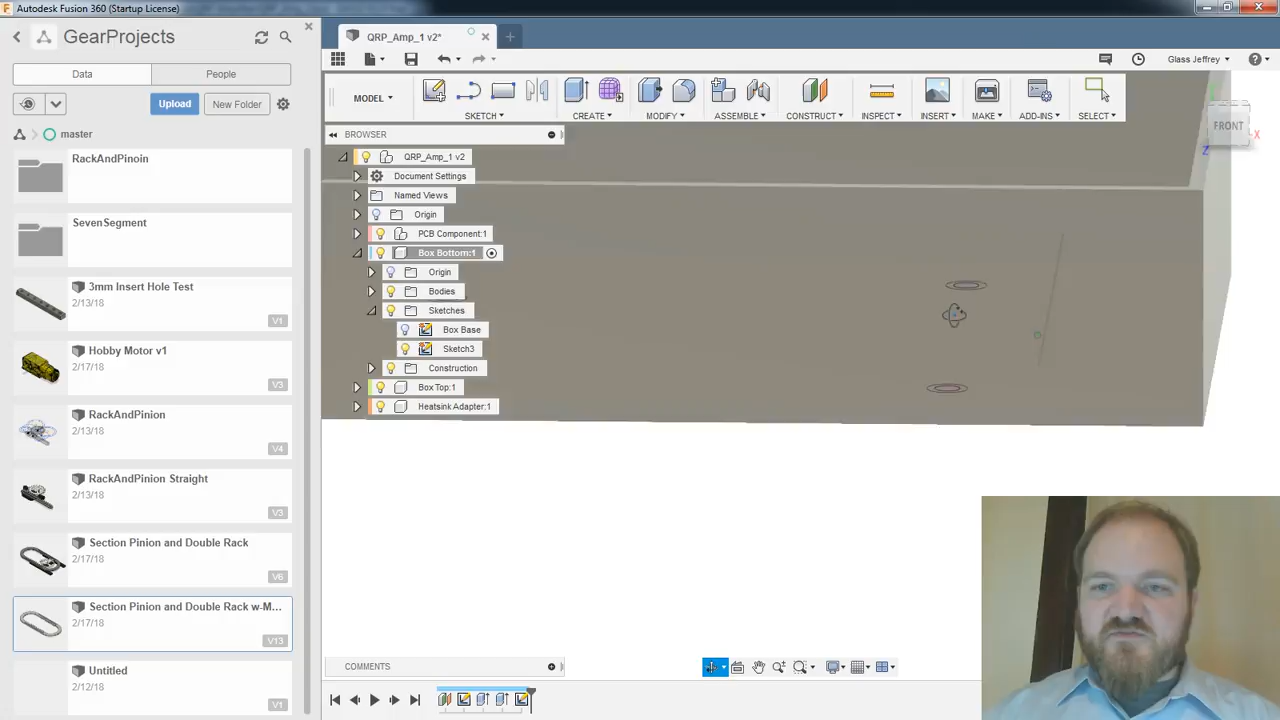 Autodesk Fusion 360 (Startup License)
GearProjects
Data
People
Upload
New Folder
master
RackAndPinoin
SevenSegment
3mm Insert Hole Test
2/13/18
V1
Hobby Motor v1
2/17/18
V3
RackAndPinion
2/13/18
V4
RackAndPinion Straight
2/13/18
V3
Section Pinion and Double Rack
2/17/18
V6
Section Pinion and Double Rack w-M...
2/17/18
V13
Untitled
2/12/18
V1
QRP_Amp_1 v2*
Glass Jeffrey
MODEL
SKETCH
CREATE
MODIFY
ASSEMBLE
CONSTRUCT
INSPECT
INSERT
MAKE
ADD-INS
SELECT
FRONT
X
Z
BROWSER
QRP_Amp_1 v2
Document Settings
Named Views
Origin
PCB Component:1
Box Bottom:1
Origin
Bodies
Sketches
Box Base
Sketch3
Construction
Box Top:1
Heatsink Adapter:1
COMMENTS